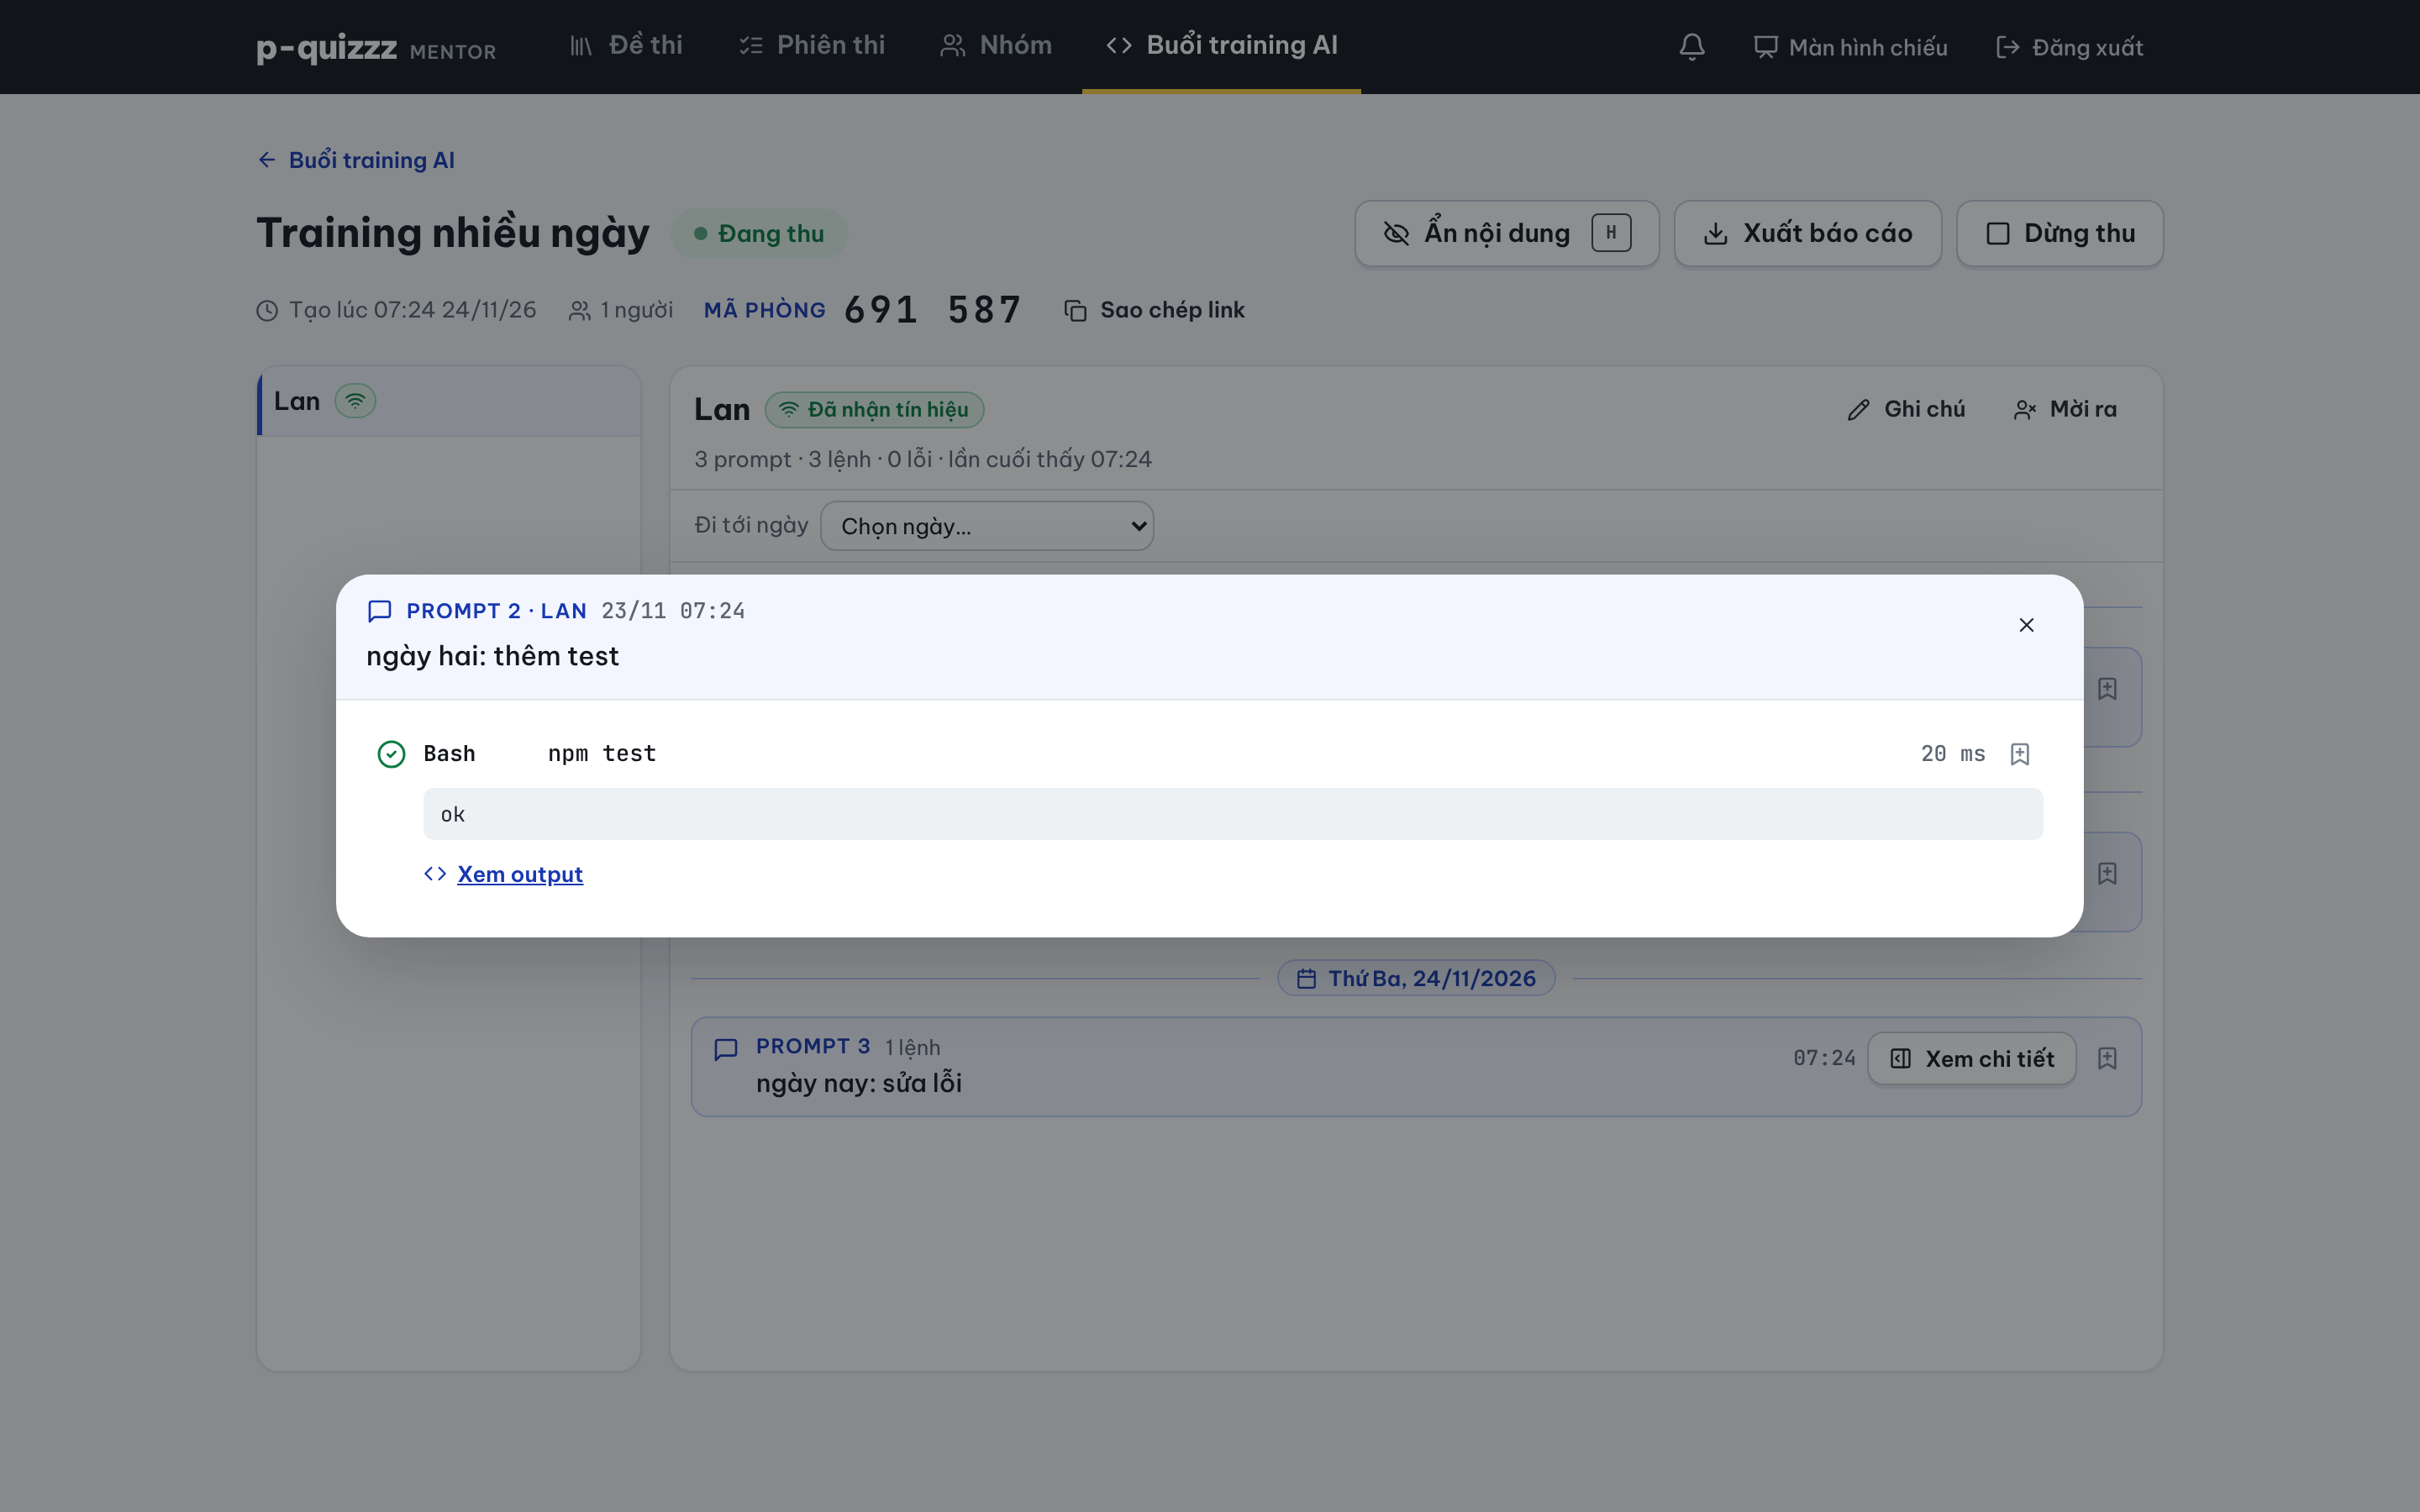 p-quizzz MENTOR Đề thi Phiên thi Nhóm Buổi training AI Màn hình chiếu Đăng xuất
Buổi training AI
Training nhiều ngày Đang thu Ẩn nội dung H Xuất báo cáo Dừng thu
Tạo lúc 07:24 24/11/26 1 người MÃ PHÒNG 691 587 Sao chép link
Lan
Lan Đã nhận tín hiệu Ghi chú Mời ra
3 prompt · 3 lệnh · 0 lỗi · lần cuối thấy 07:24
Đi tới ngày Chọn ngày...
PROMPT 2 · LAN 23/11 07:24
ngày hai: thêm test
Bash npm test 20 ms
ok
Xem output
Thứ Ba, 24/11/2026
PROMPT 3 1 lệnh 07:24 Xem chi tiết
ngày nay: sửa lỗi